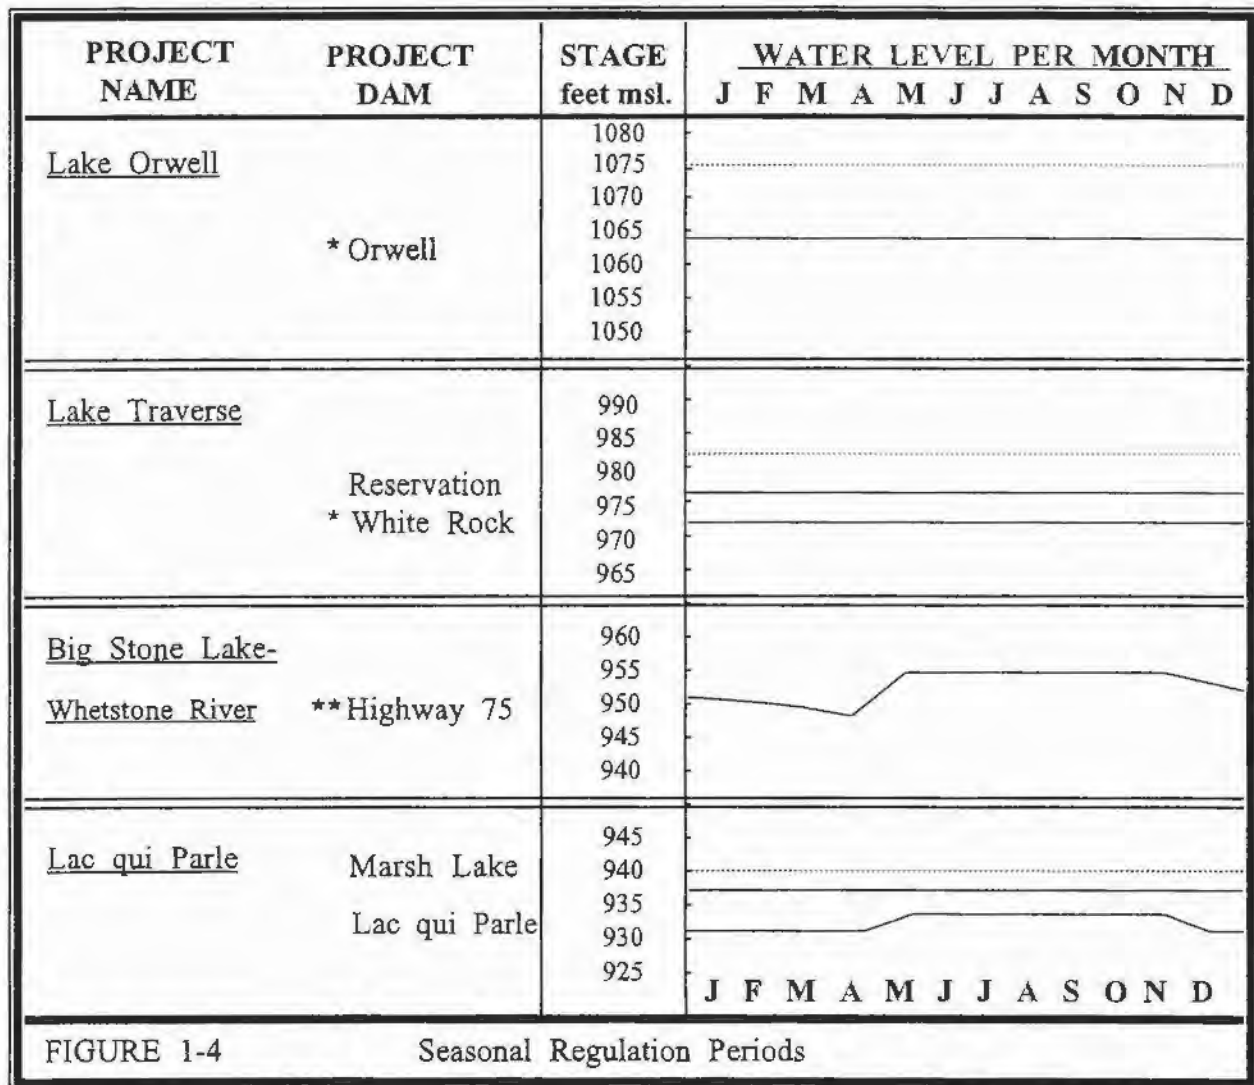 PROJECT NAME PROJECT DAM STAGE feet msl. WATER LEVEL PER MONTH
J F M A M J J A S O N D
Lake Orwell
* Orwell
1080
1075
1070
1065
1060
1055
1050
Lake Traverse
Reservation
* White Rock
990
985
980
975
970
965
Big Stone Lake-
Whetstone River **Highway 75
960
955
950
945
940
Lac qui Parle Marsh Lake
Lac qui Parle
945
940
935
930
925
J F M A M J J A S O N D
FIGURE 1-4 Seasonal Regulation Periods